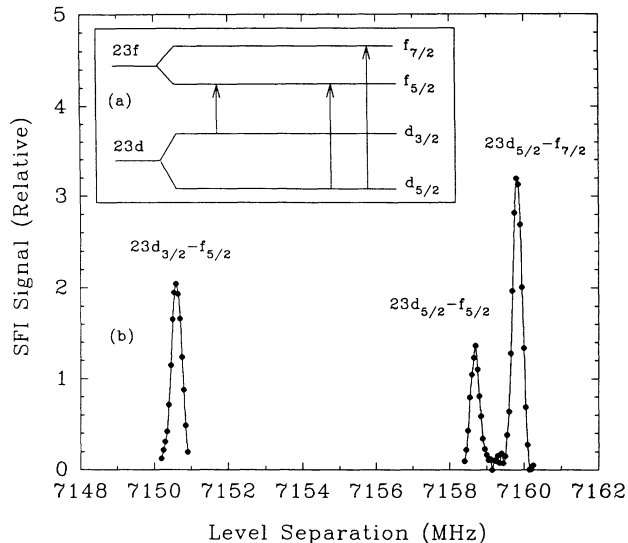 5
4
3
2
1
0
SFI Signal (Relative)
23f
f7/2
f5/2
(a)
23d
d3/2
d5/2
23d5/2−f7/2
23d3/2−f5/2
23d5/2−f5/2
(b)
7148 7150 7152 7154 7156 7158 7160 7162
Level Separation (MHz)